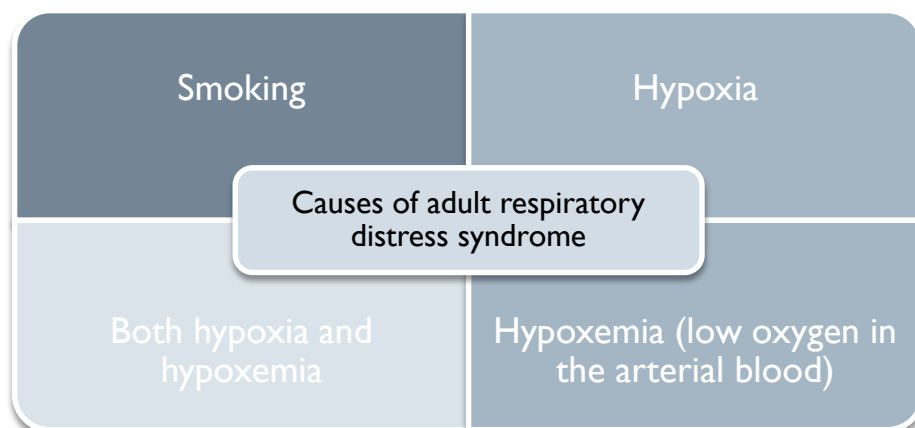 Smoking
Hypoxia
Causes of adult respiratory
distress syndrome
Both hypoxia and
hypoxemia
Hypoxemia (low oxygen in
the arterial blood)